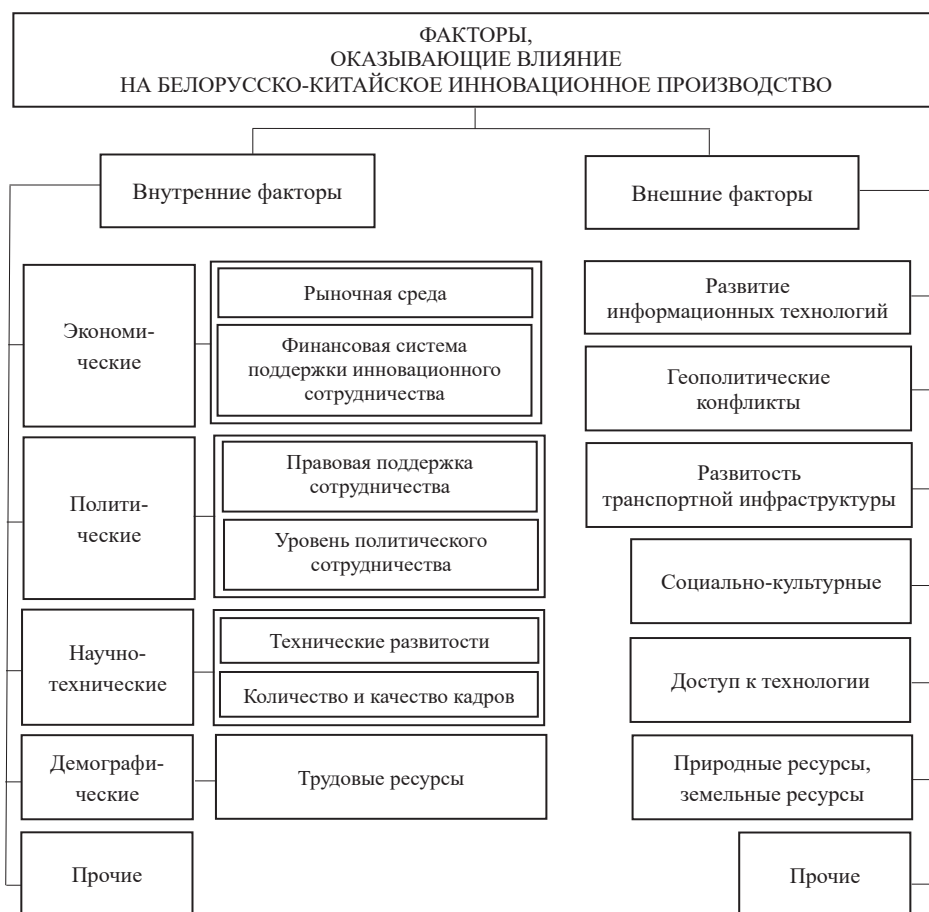 ФАКТОРЫ,
ОКАЗЫВАЮЩИЕ ВЛИЯНИЕ
НА БЕЛОРУССКО-КИТАЙСКОЕ ИННОВАЦИОННОЕ ПРОИЗВОДСТВО
Внутренние факторы
Экономи-
ческие
Рыночная среда
Финансовая система
поддержки инновационного
сотрудничества
Полити-
ческие
Правовая поддержка
сотрудничества
Уровень политического
сотрудничества
Научно-
технические
Технические развитости
Количество и качество кадров
Демографи-
ческие
Трудовые ресурсы
Прочие
Внешние факторы
Развитие
информационных технологий
Геополитические
конфликты
Развитость
транспортной инфраструктуры
Социально-культурные
Доступ к технологии
Природные ресурсы,
земельные ресурсы
Прочие